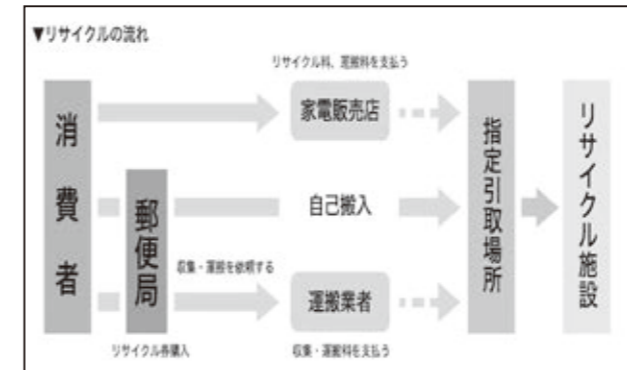 ▼リサイクルの流れ
リサイクル料、運搬料を支払う
消費者
家電販売店
指定引取場所
リサイクル施設
郵便局
自己搬入
収集・運搬を依頼する
運搬業者
リサイクル券購入
収集・運搬料を支払う